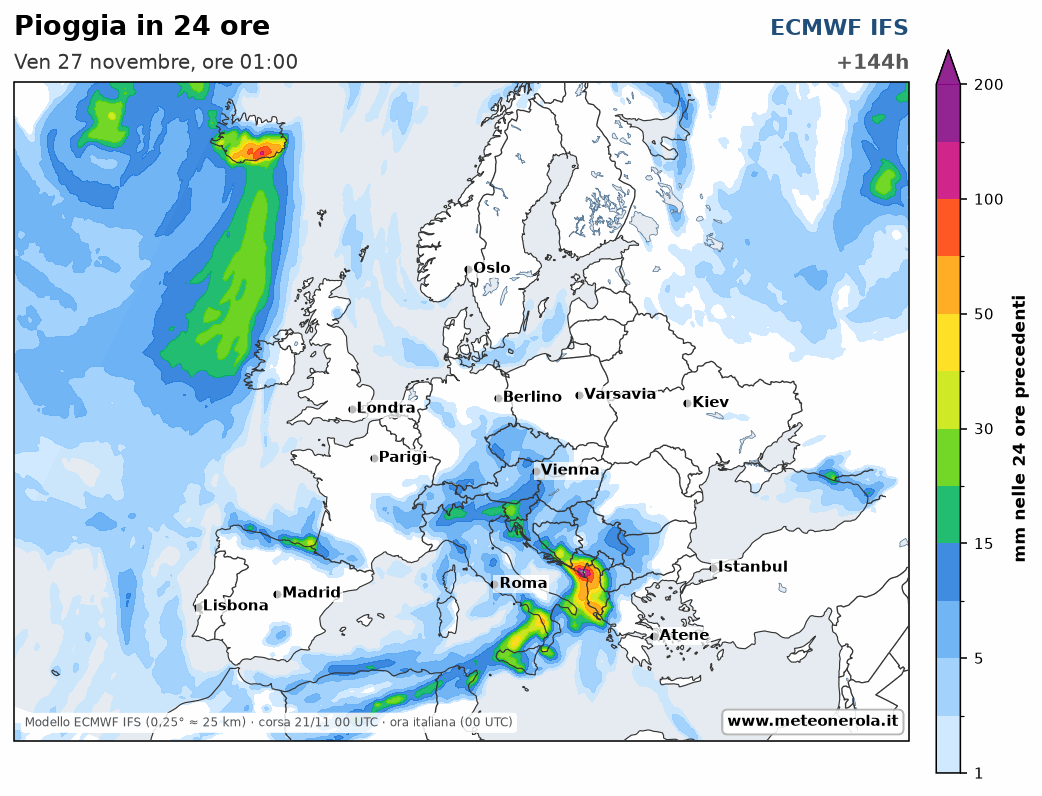 Pioggia in 24 ore
ECMWF IFS
Ven 27 novembre, ore 01:00
+144h
200
100
50
30
15
5
1
mm nelle 24 ore precedenti
Oslo
Berlino
Varsavia
Kiev
Londra
Parigi
Vienna
Istanbul
Roma
Madrid
Lisbona
Atene
Modello ECMWF IFS (0,25° ≈ 25 km) · corsa 21/11 00 UTC · ora italiana (00 UTC)
www.meteonerola.it